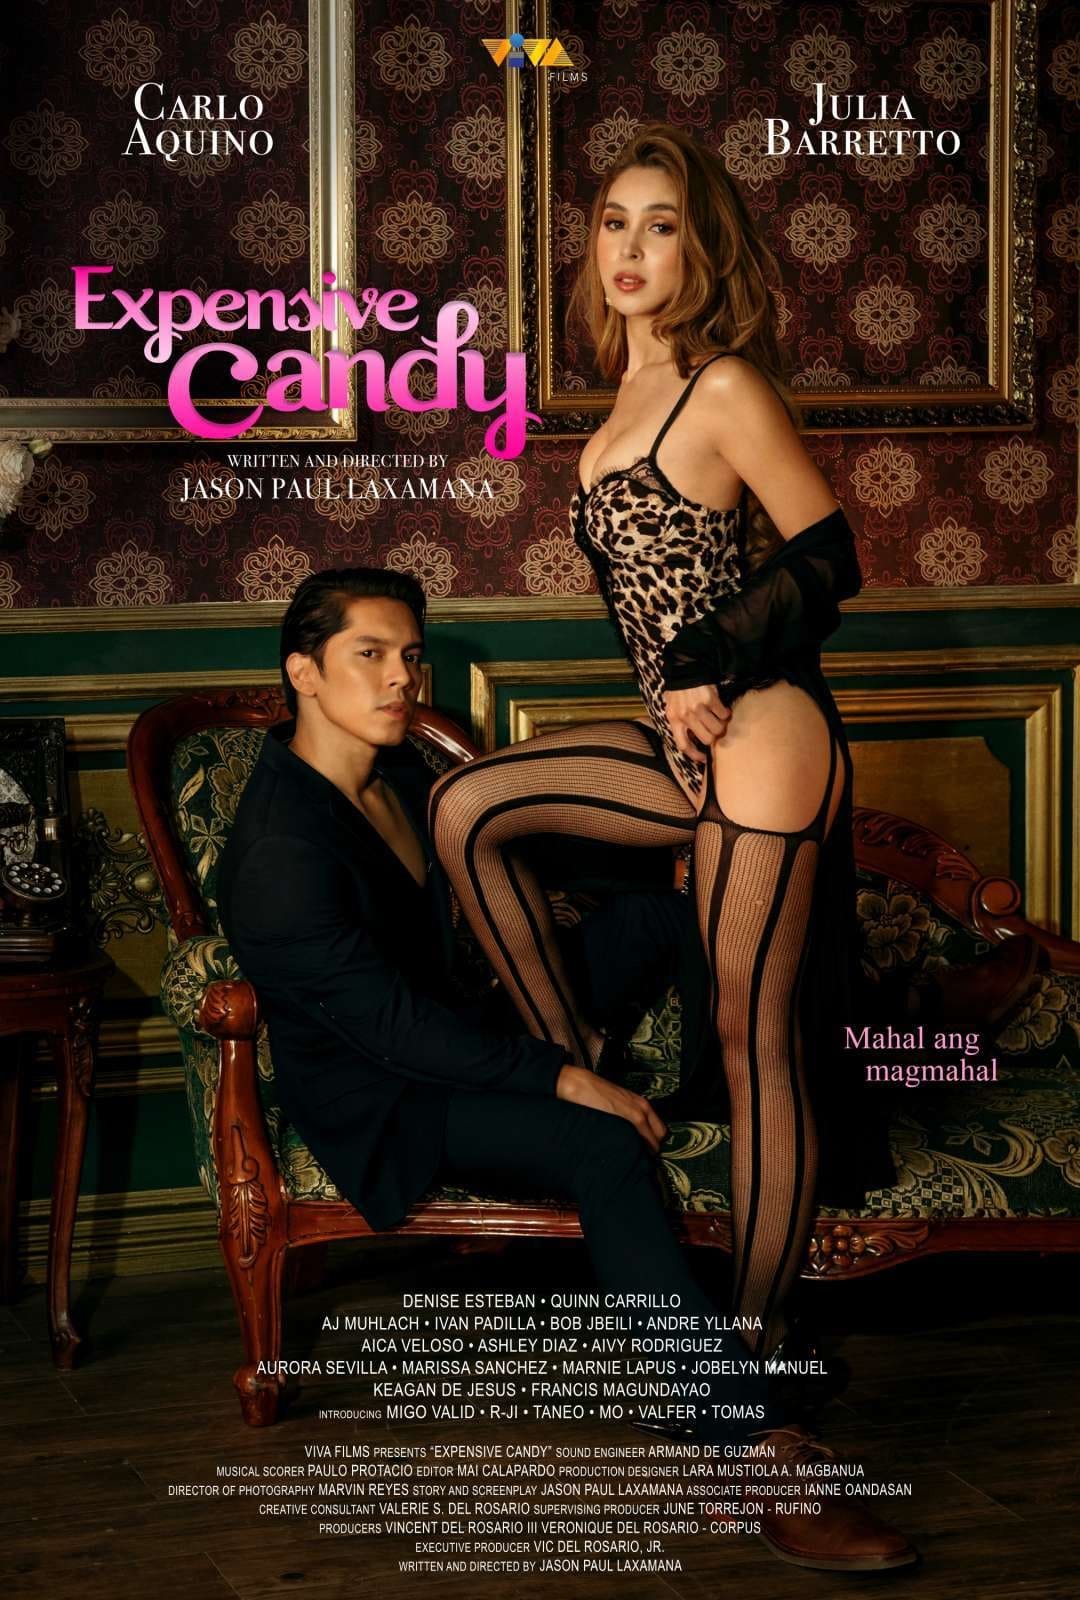 VIVA
FILMS
CARLO
AQUINO
JULIA
BARRETTO
Expensive
Candy
WRITTEN AND DIRECTED BY
JASON PAUL LAXAMANA
Mahal ang
magmahal
DENISE ESTEBAN • QUINN CARRILLO
AJ MUHLACH • IVAN PADILLA • BOB JBEILI • ANDRE YLLANA
AICA VELOSO • ASHLEY DIAZ • AIVY RODRIGUEZ
AURORA SEVILLA • MARISSA SANCHEZ • MARNIE LAPUS • JOBELYN MANUEL
KEAGAN DE JESUS • FRANCIS MAGUNDAYAO
INTRODUCING MIGO VALID • R-JI • TANEO • MO • VALFER • TOMAS
VIVA FILMS PRESENTS “EXPENSIVE CANDY” SOUND ENGINEER ARMAND DE GUZMAN
MUSICAL SCORER PAULO PROTACIO EDITOR MAI CALAPARDO PRODUCTION DESIGNER LARA MUSTIOLA A. MAGBANUA
DIRECTOR OF PHOTOGRAPHY MARVIN REYES STORY AND SCREENPLAY JASON PAUL LAXAMANA ASSOCIATE PRODUCER IANNE OANDASAN
CREATIVE CONSULTANT VALERIE S. DEL ROSARIO SUPERVISING PRODUCER JUNE TORREJON - RUFINO
PRODUCERS VINCENT DEL ROSARIO III VERONIQUE DEL ROSARIO - CORPUS
EXECUTIVE PRODUCER VIC DEL ROSARIO, JR.
WRITTEN AND DIRECTED BY JASON PAUL LAXAMANA